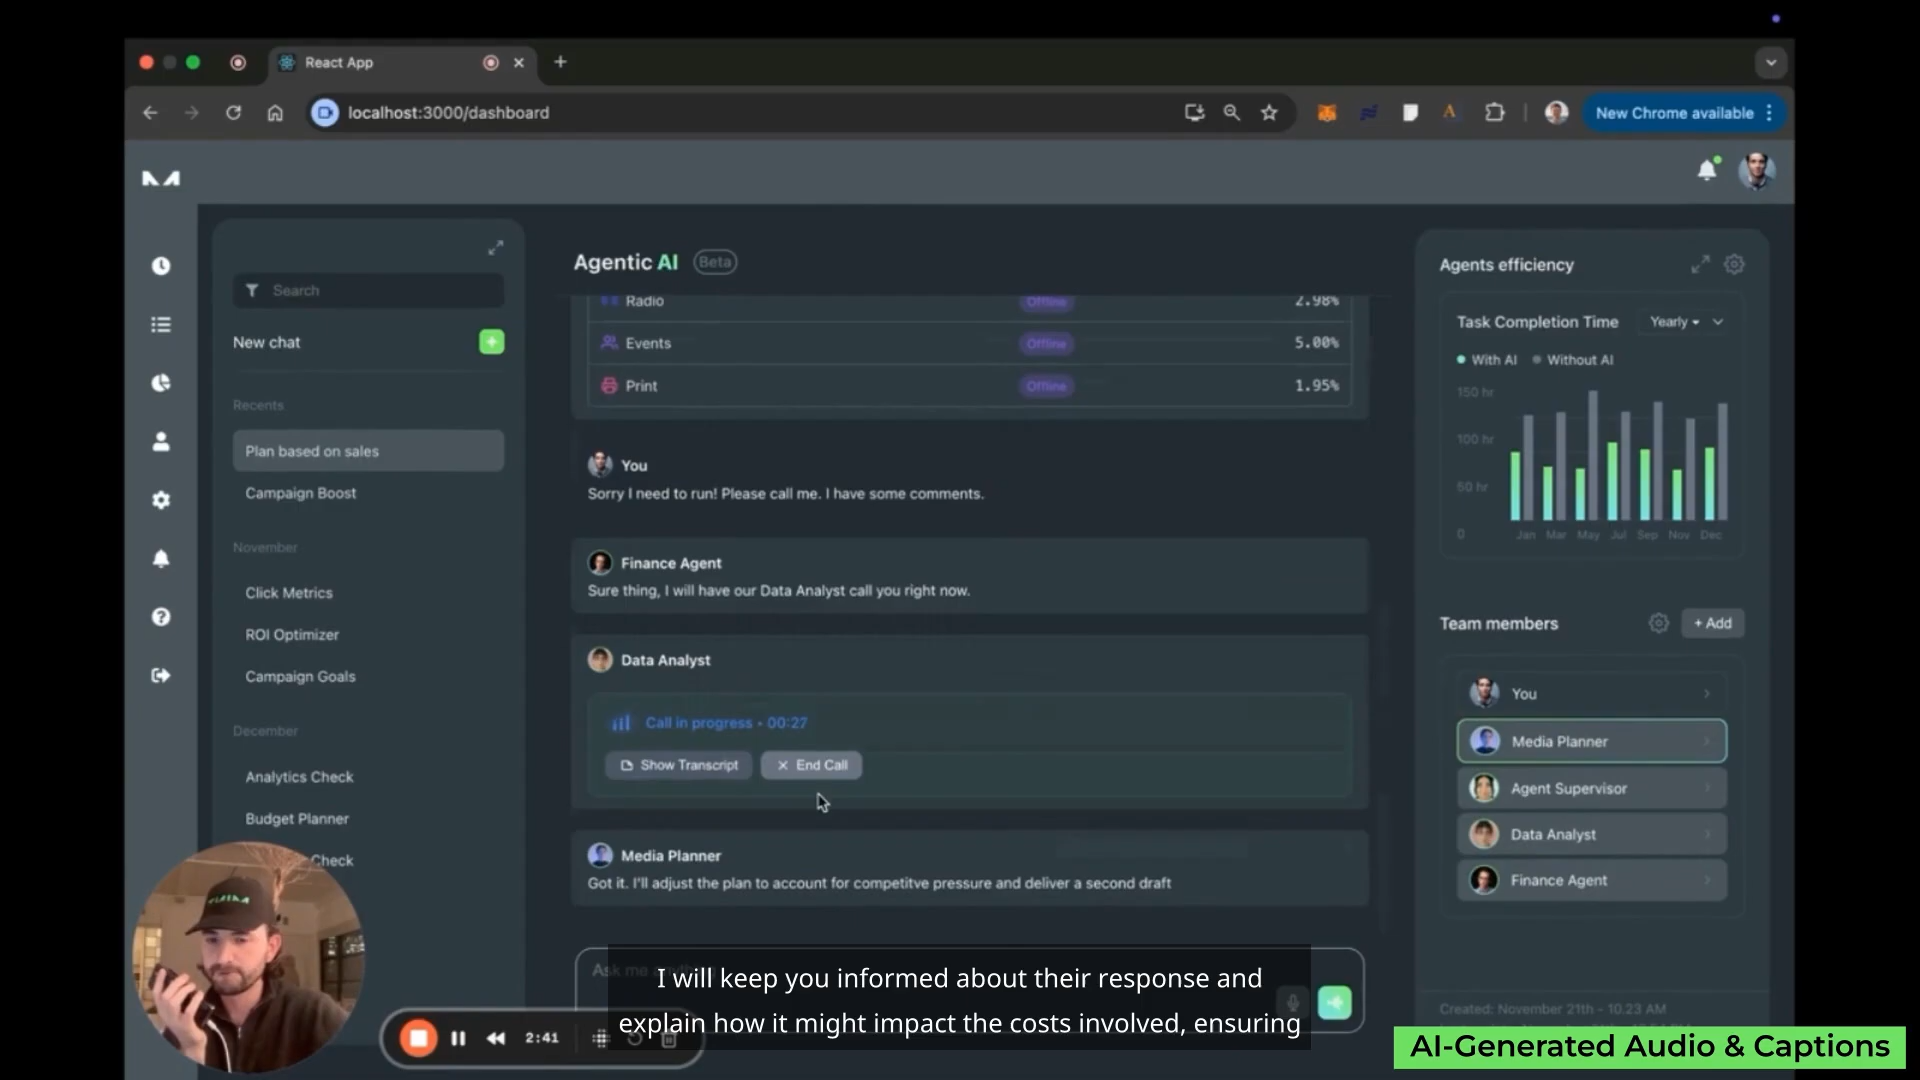 React App
localhost:3000/dashboard
New Chrome available
Search
New chat
Recents
Plan based on sales
Campaign Boost
November
Click Metrics
ROI Optimizer
Campaign Goals
December
Analytics Check
Budget Planner
Check
Agentic AI Beta
Radio Offline 2.98%
Events Offline 5.00%
Print Offline 1.95%
You
Sorry I need to run! Please call me. I have some comments.
Finance Agent
Sure thing, I will have our Data Analyst call you right now.
Data Analyst
Call in progress • 00:27
Show Transcript
End Call
Media Planner
Got it. I'll adjust the plan to account for competitve pressure and deliver a second draft
Ask me
I will keep you informed about their response and
explain how it might impact the costs involved, ensuring
2:41
Agents efficiency
Task Completion Time Yearly
With AI Without AI
150 hr
100 hr
50 hr
0
Jan Mar May Jul Sep Nov Dec
Team members + Add
You
Media Planner
Agent Supervisor
Data Analyst
Finance Agent
Created: November 21th - 10.23 AM
AI-Generated Audio & Captions